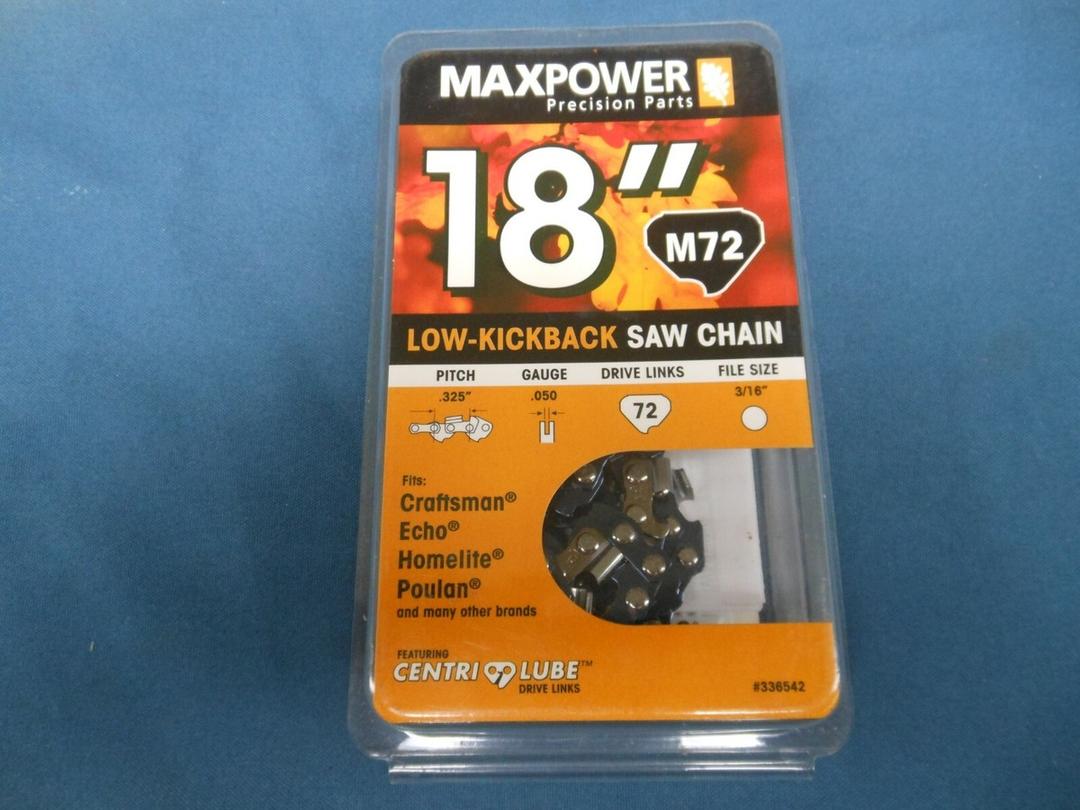 MAXPOWER
Precision Parts
18"
M72
LOW-KICKBACK SAW CHAIN
PITCH GAUGE DRIVE LINKS FILE SIZE
.325" .050 72 3/16"
Fits:
Craftsman®
Echo®
Homelite®
Poulan®
and many other brands
FEATURING
CENTRI LUBE™
DRIVE LINKS
#336542